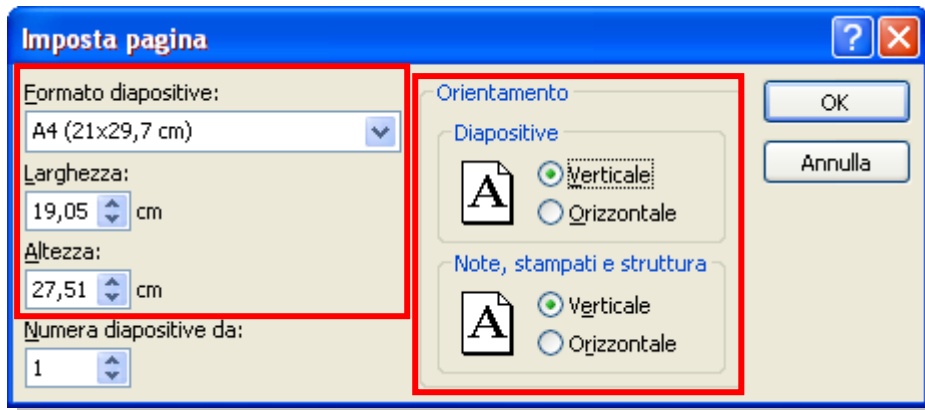 Imposta pagina
Formato diapositive:
A4 (21x29,7 cm)
Larghezza:
19,05 cm
Altezza:
27,51 cm
Numera diapositive da:
1
Orientamento
Diapositive
A
Verticale
Orizzontale
Note, stampati e struttura
A
Verticale
Orizzontale
OK
Annulla